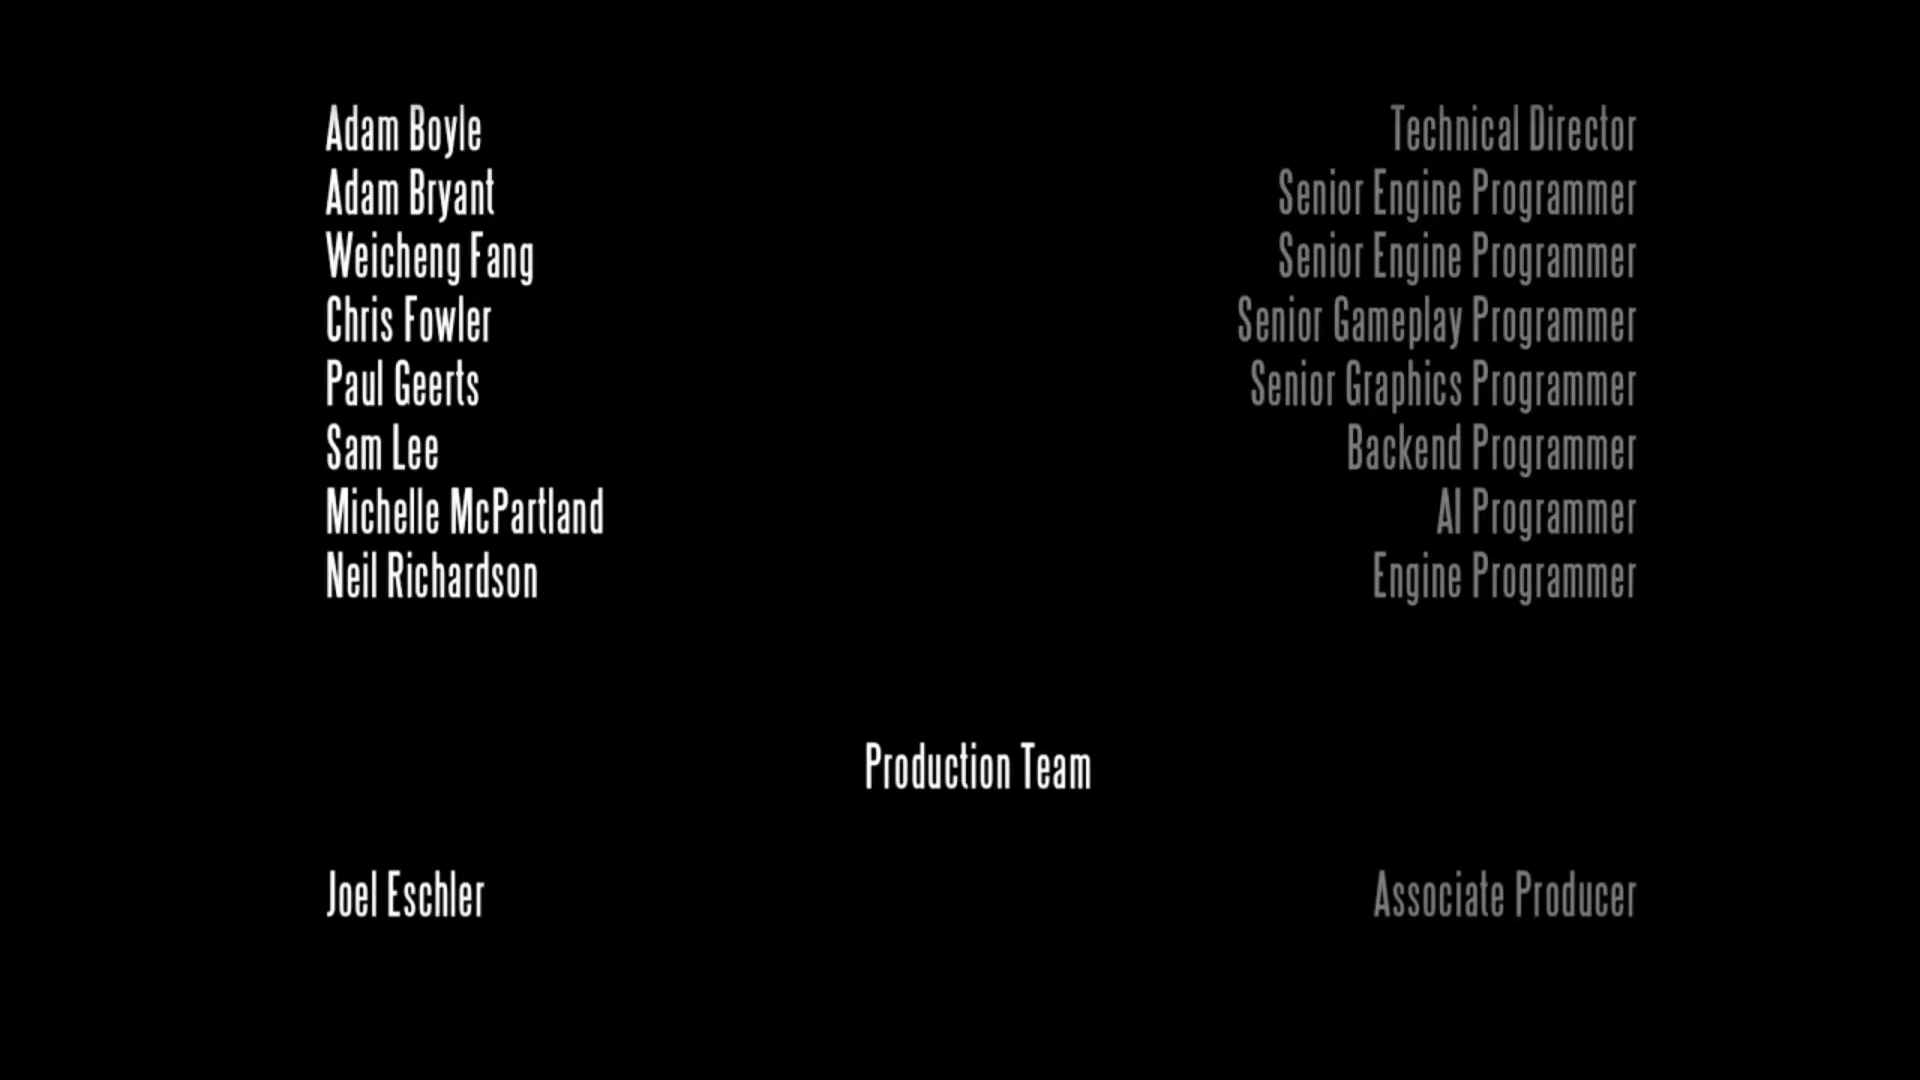 Adam Boyle Technical Director
Adam Bryant Senior Engine Programmer
Weicheng Fang Senior Engine Programmer
Chris Fowler Senior Gameplay Programmer
Paul Geerts Senior Graphics Programmer
Sam Lee Backend Programmer
Michelle McPartland AI Programmer
Neil Richardson Engine Programmer
Production Team
Joel Eschler Associate Producer